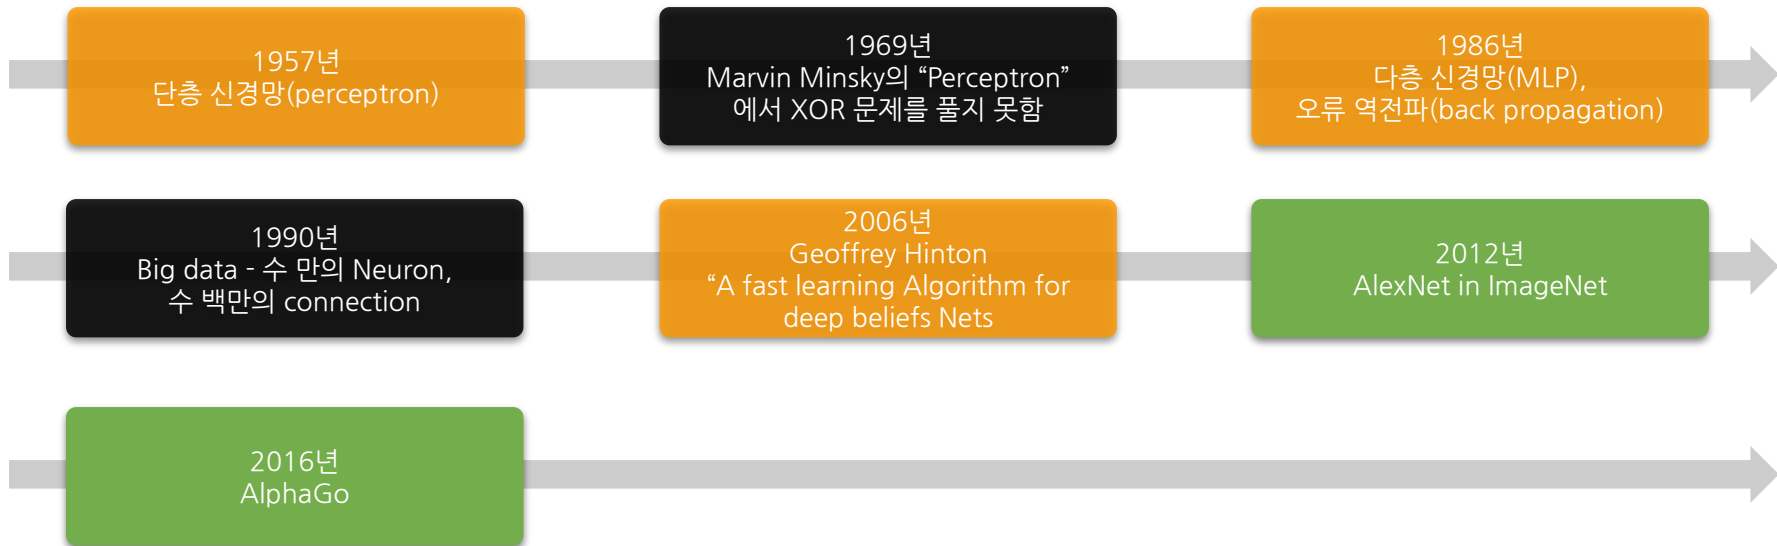 1957년
단층 신경망(perceptron)
1969년
Marvin Minsky의 “Perceptron”
에서 XOR 문제를 풀지 못함
1986년
다층 신경망(MLP),
오류 역전파(back propagation)
1990년
Big data - 수 만의 Neuron,
수 백만의 connection
2006년
Geoffrey Hinton
“A fast learning Algorithm for
deep beliefs Nets
2012년
AlexNet in ImageNet
2016년
AlphaGo